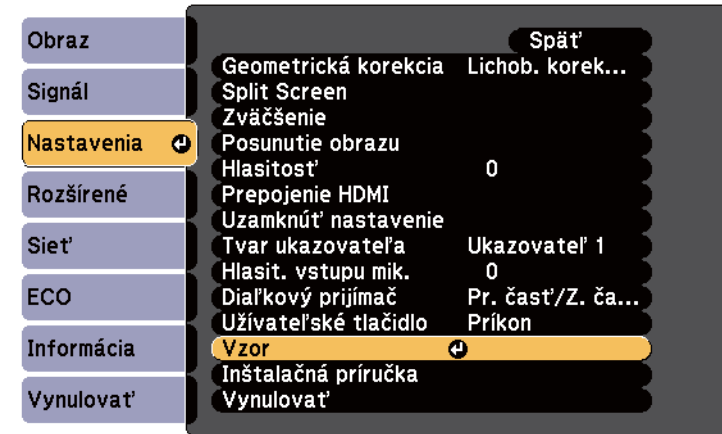 Obraz
Signál
Nastavenia
Rozšírené
Sieť
ECO
Informácia
Vynulovať
Späť
Geometrická korekcia Lichob. korek...
Split Screen
Zväčšenie
Posunutie obrazu
Hlasitosť 0
Prepojenie HDMI
Uzamknúť nastavenie
Tvar ukazovateľa Ukazovateľ 1
Hlasit. vstupu mik. 0
Diaľkový prijímač Pr. časť/Z. ča...
Užívateľské tlačidlo Príkon
Vzor
Inštalačná príručka
Vynulovať